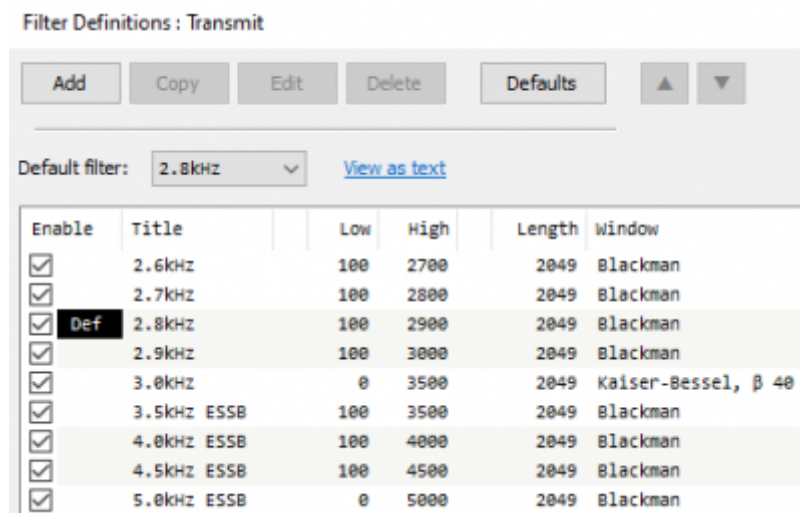 Filter Definitions : Transmit
Add Copy Edit Delete Defaults ▲ ▼
Default filter: 2.8kHz View as text
Enable Title Low High Length Window
2.6kHz 100 2700 2049 Blackman
2.7kHz 100 2800 2049 Blackman
Def 2.8kHz 100 2900 2049 Blackman
2.9kHz 100 3000 2049 Blackman
3.0kHz 0 3500 2049 Kaiser-Bessel, β 40
3.5kHz ESSB 100 3500 2049 Blackman
4.0kHz ESSB 100 4000 2049 Blackman
4.5kHz ESSB 100 4500 2049 Blackman
5.0kHz ESSB 0 5000 2049 Blackman